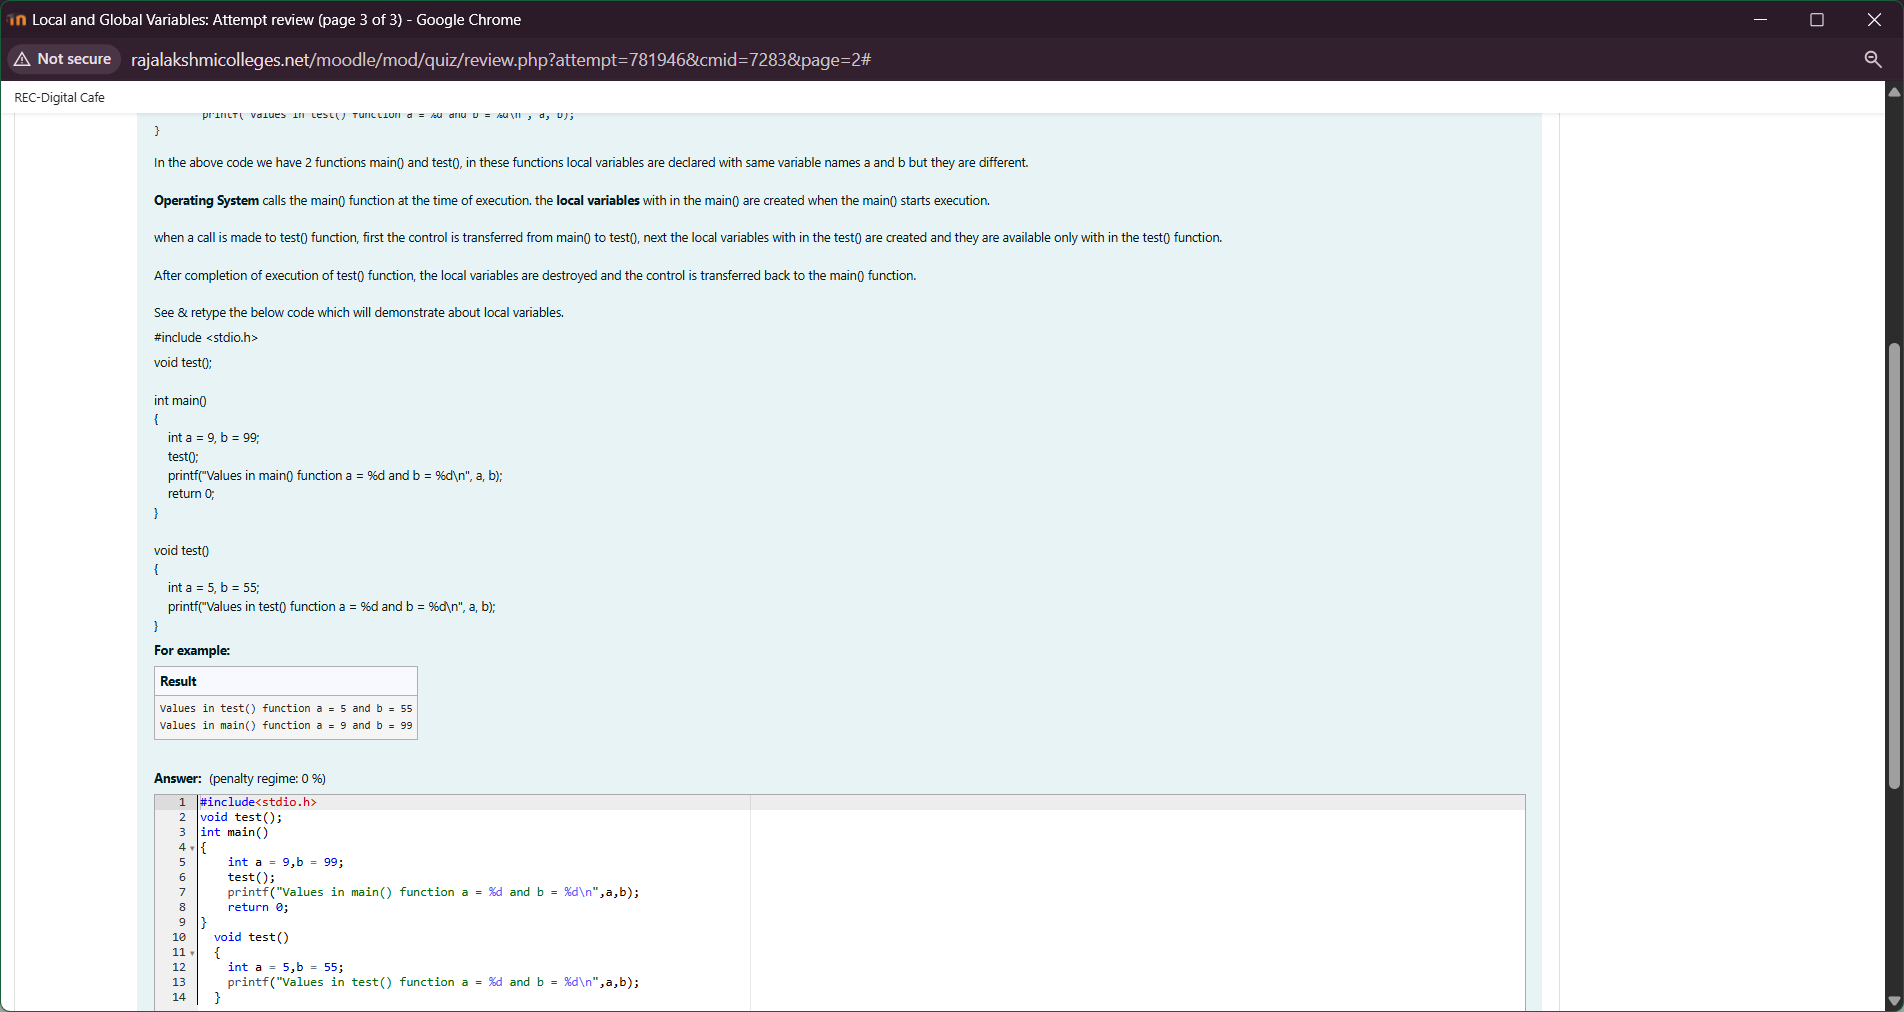 Local and Global Variables: Attempt review (page 3 of 3) - Google Chrome
Not secure
rajalakshmicolleges.net/moodle/mod/quiz/review.php?attempt=781946&cmid=7283&page=2#
REC-Digital Cafe
printf("Values in test() function a = %d and b = %d\n", a, b);
}
In the above code we have 2 functions main() and test(), in these functions local variables are declared with same variable names a and b but they are different.
Operating System calls the main() function at the time of execution. the local variables with in the main() are created when the main() starts execution.
when a call is made to test() function, first the control is transferred from main() to test(), next the local variables with in the test() are created and they are available only with in the test() function.
After completion of execution of test() function, the local variables are destroyed and the control is transferred back to the main() function.
See & retype the below code which will demonstrate about local variables.
#include <stdio.h>
void test();
int main()
{
int a = 9, b = 99;
test();
printf("Values in main() function a = %d and b = %d\n", a, b);
return 0;
}
void test()
{
int a = 5, b = 55;
printf("Values in test() function a = %d and b = %d\n", a, b);
}
For example:
Result
Values in test() function a = 5 and b = 55
Values in main() function a = 9 and b = 99
Answer: (penalty regime: 0 %)
1 #include<stdio.h>
2 void test();
3 int main()
4 {
5 int a = 9,b = 99;
6 test();
7 printf("Values in main() function a = %d and b = %d\n",a,b);
8 return 0;
9 }
10 void test()
11 {
12 int a = 5,b = 55;
13 printf("Values in test() function a = %d and b = %d\n",a,b);
14 }